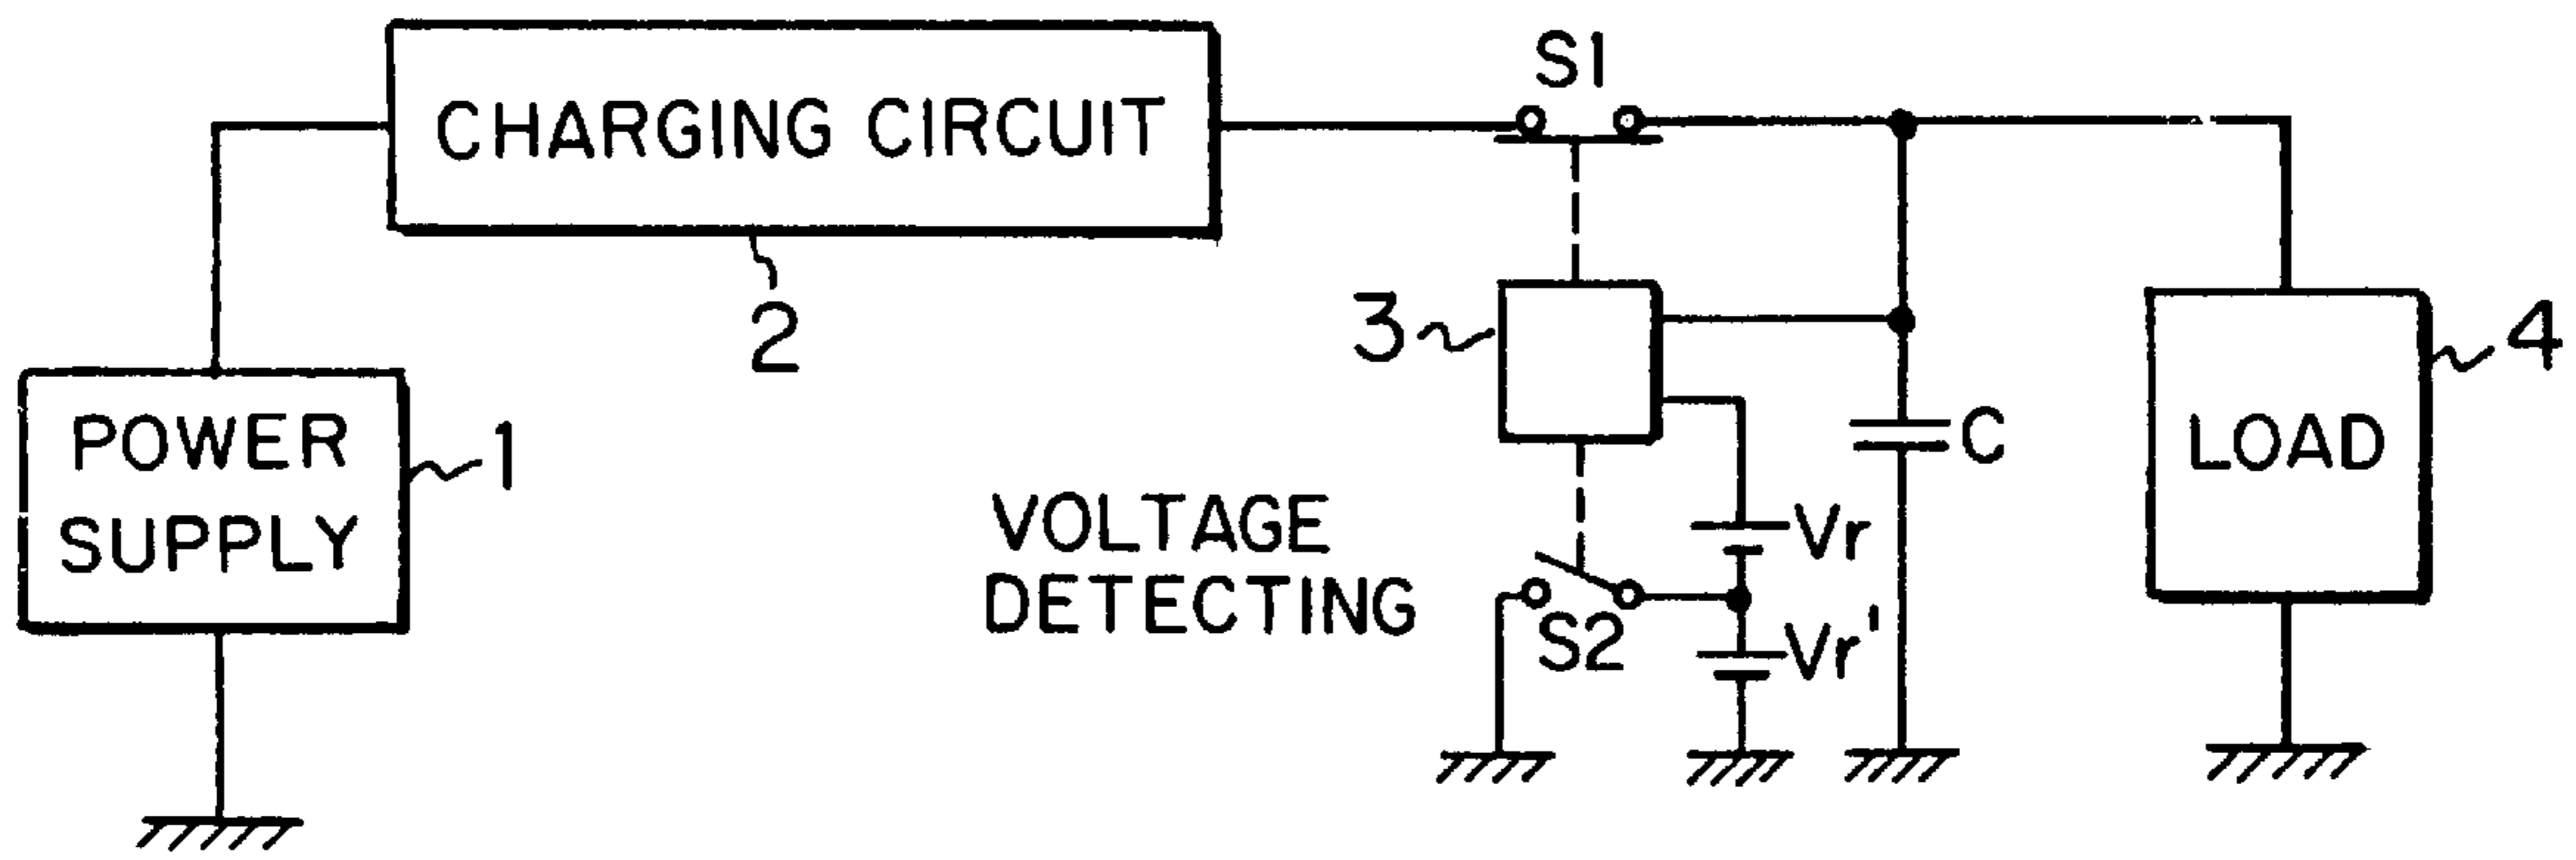 CHARGING CIRCUIT
2
S1
POWER
SUPPLY
1
3
C
LOAD
4
VOLTAGE
DETECTING
Vr
S2
Vr'